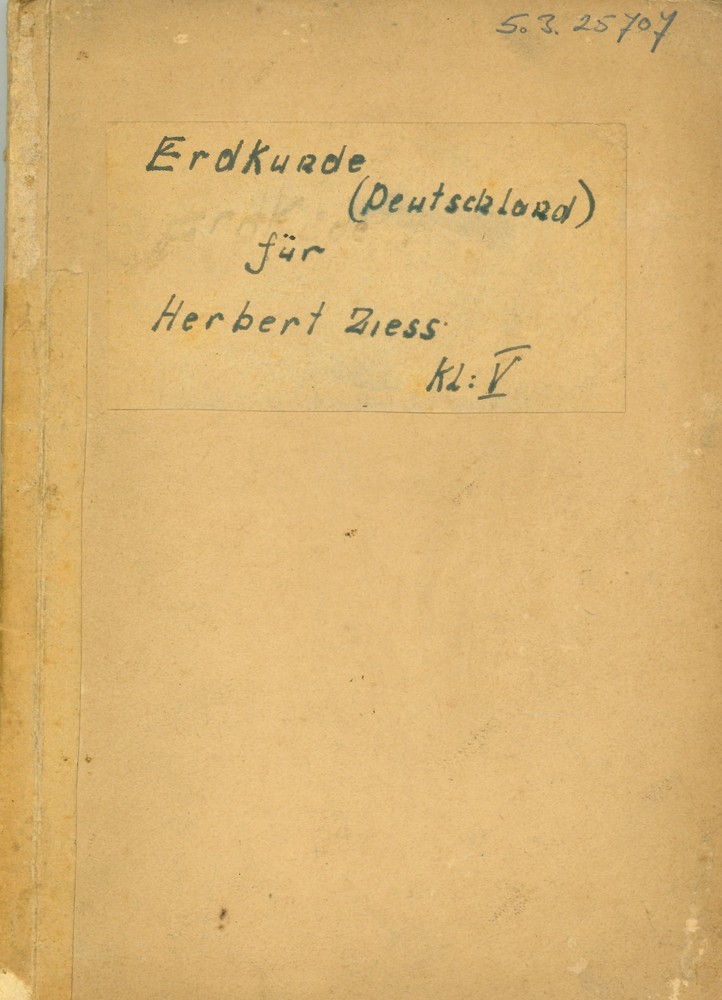 5. 3. 25707
Erdkunde
(Deutschland)
für
Herbert Ziess
Kl: V